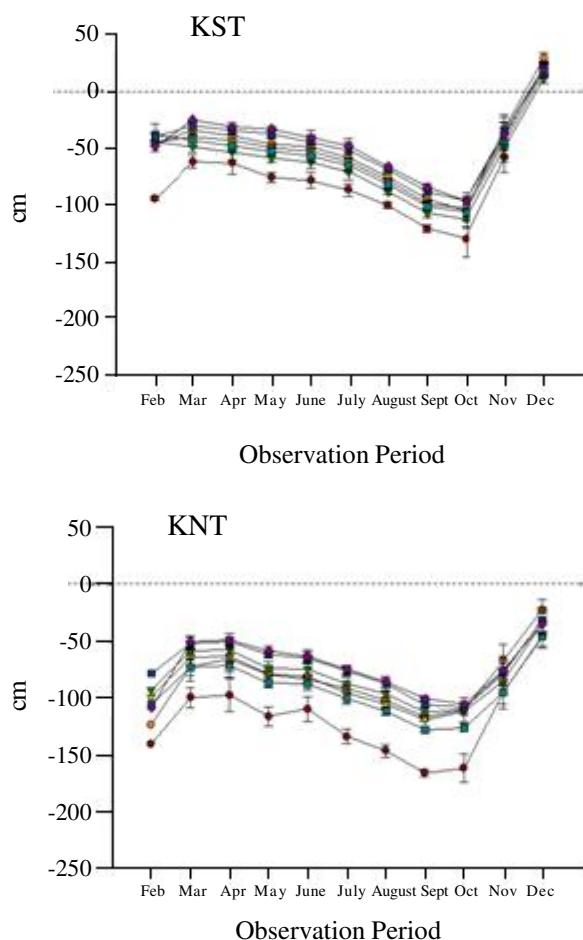 KST
50
0
-50
-100
-150
-200
-250
cm
Feb Mar Apr May June July August Sept Oct Nov Dec
Observation Period
KNT
50
0
-50
-100
-150
-200
-250
cm
Feb Mar Apr May June July August Sept Oct Nov Dec
Observation Period